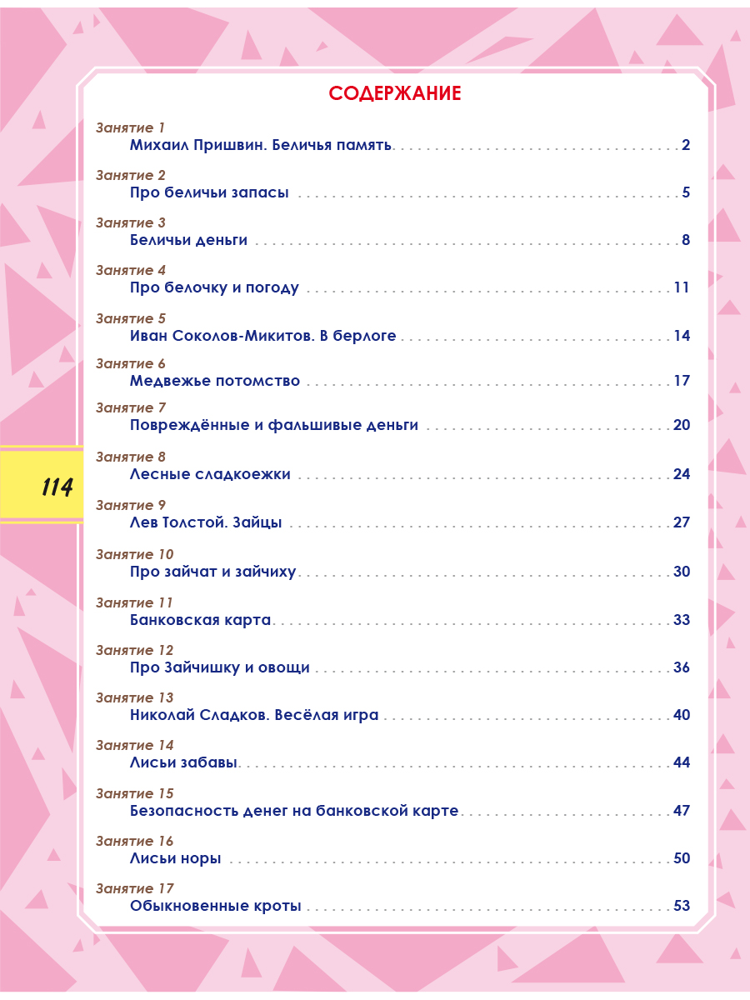 СОДЕРЖАНИЕ
Занятие 1
Михаил Пришвин. Беличья память. . . . . . . . . . . . . . . . . . . . . . . . . . . . . . . . . . 2
Занятие 2
Про беличьи запасы . . . . . . . . . . . . . . . . . . . . . . . . . . . . . . . . . . . . . . . . . . . . . 5
Занятие 3
Беличьи деньги . . . . . . . . . . . . . . . . . . . . . . . . . . . . . . . . . . . . . . . . . . . . . . . . . . 8
Занятие 4
Про белочку и погоду . . . . . . . . . . . . . . . . . . . . . . . . . . . . . . . . . . . . . . . . . . . 11
Занятие 5
Иван Соколов-Микитов. В берлоге . . . . . . . . . . . . . . . . . . . . . . . . . . . . . . . . 14
Занятие 6
Медвежье потомство . . . . . . . . . . . . . . . . . . . . . . . . . . . . . . . . . . . . . . . . . . . 17
Занятие 7
Повреждённые и фальшивые деньги . . . . . . . . . . . . . . . . . . . . . . . . . . . . . 20
Занятие 8
Лесные сладкоежки . . . . . . . . . . . . . . . . . . . . . . . . . . . . . . . . . . . . . . . . . . . . 24
114
Занятие 9
Лев Толстой. Зайцы . . . . . . . . . . . . . . . . . . . . . . . . . . . . . . . . . . . . . . . . . . . . . 27
Занятие 10
Про зайчат и зайчиху. . . . . . . . . . . . . . . . . . . . . . . . . . . . . . . . . . . . . . . . . . . . 30
Занятие 11
Банковская карта. . . . . . . . . . . . . . . . . . . . . . . . . . . . . . . . . . . . . . . . . . . . . . . 33
Занятие 12
Про Зайчишку и овощи . . . . . . . . . . . . . . . . . . . . . . . . . . . . . . . . . . . . . . . . . . 36
Занятие 13
Николай Сладков. Весёлая игра . . . . . . . . . . . . . . . . . . . . . . . . . . . . . . . . . . 40
Занятие 14
Лисьи забавы. . . . . . . . . . . . . . . . . . . . . . . . . . . . . . . . . . . . . . . . . . . . . . . . . . . 44
Занятие 15
Безопасность денег на банковской карте. . . . . . . . . . . . . . . . . . . . . . . . . 47
Занятие 16
Лисьи норы . . . . . . . . . . . . . . . . . . . . . . . . . . . . . . . . . . . . . . . . . . . . . . . . . . . . 50
Занятие 17
Обыкновенные кроты . . . . . . . . . . . . . . . . . . . . . . . . . . . . . . . . . . . . . . . . . . . 53